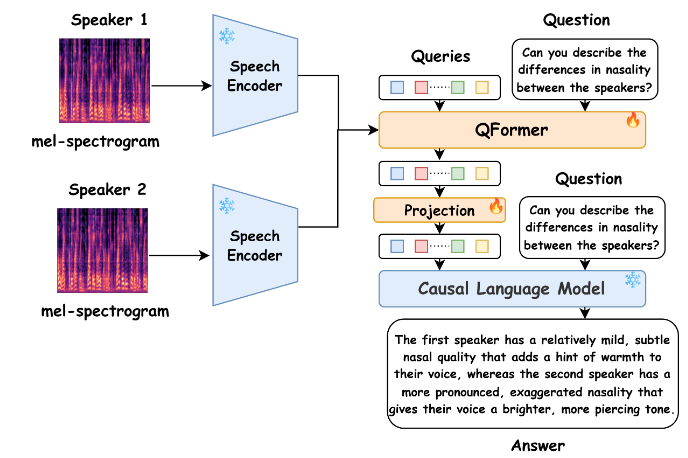 Speaker 1
mel-spectrogram
Speech
Encoder
Speaker 2
mel-spectrogram
Speech
Encoder
Queries
Question
Can you describe the
differences in nasality
between the speakers?
QFormer
Projection
Question
Can you describe the
differences in nasality
between the speakers?
Causal Language Model
The first speaker has a relatively mild, subtle
nasal quality that adds a hint of warmth to
their voice, whereas the second speaker has a
more pronounced, exaggerated nasality that
gives their voice a brighter, more piercing tone.
Answer